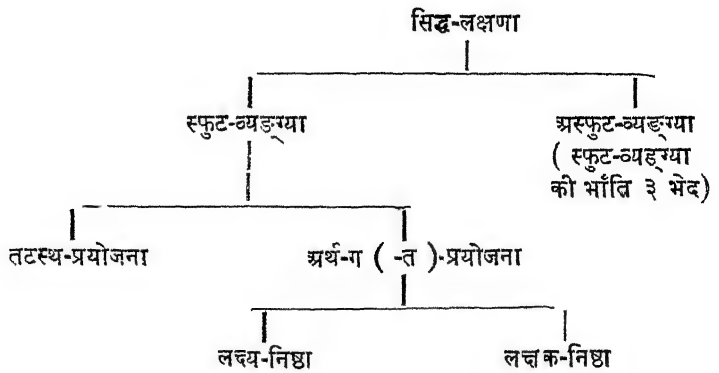 सिद्ध-लक्षणा
स्फुट-व्यङ्ग्या अस्फुट-व्यङ्ग्या
( स्फुट-व्यङ्ग्या
की भाँति ३ भेद)
तटस्थ-प्रयोजना अर्थ-ग ( -त )-प्रयोजना
लक्ष्य-निष्ठा लक्षक-निष्ठा